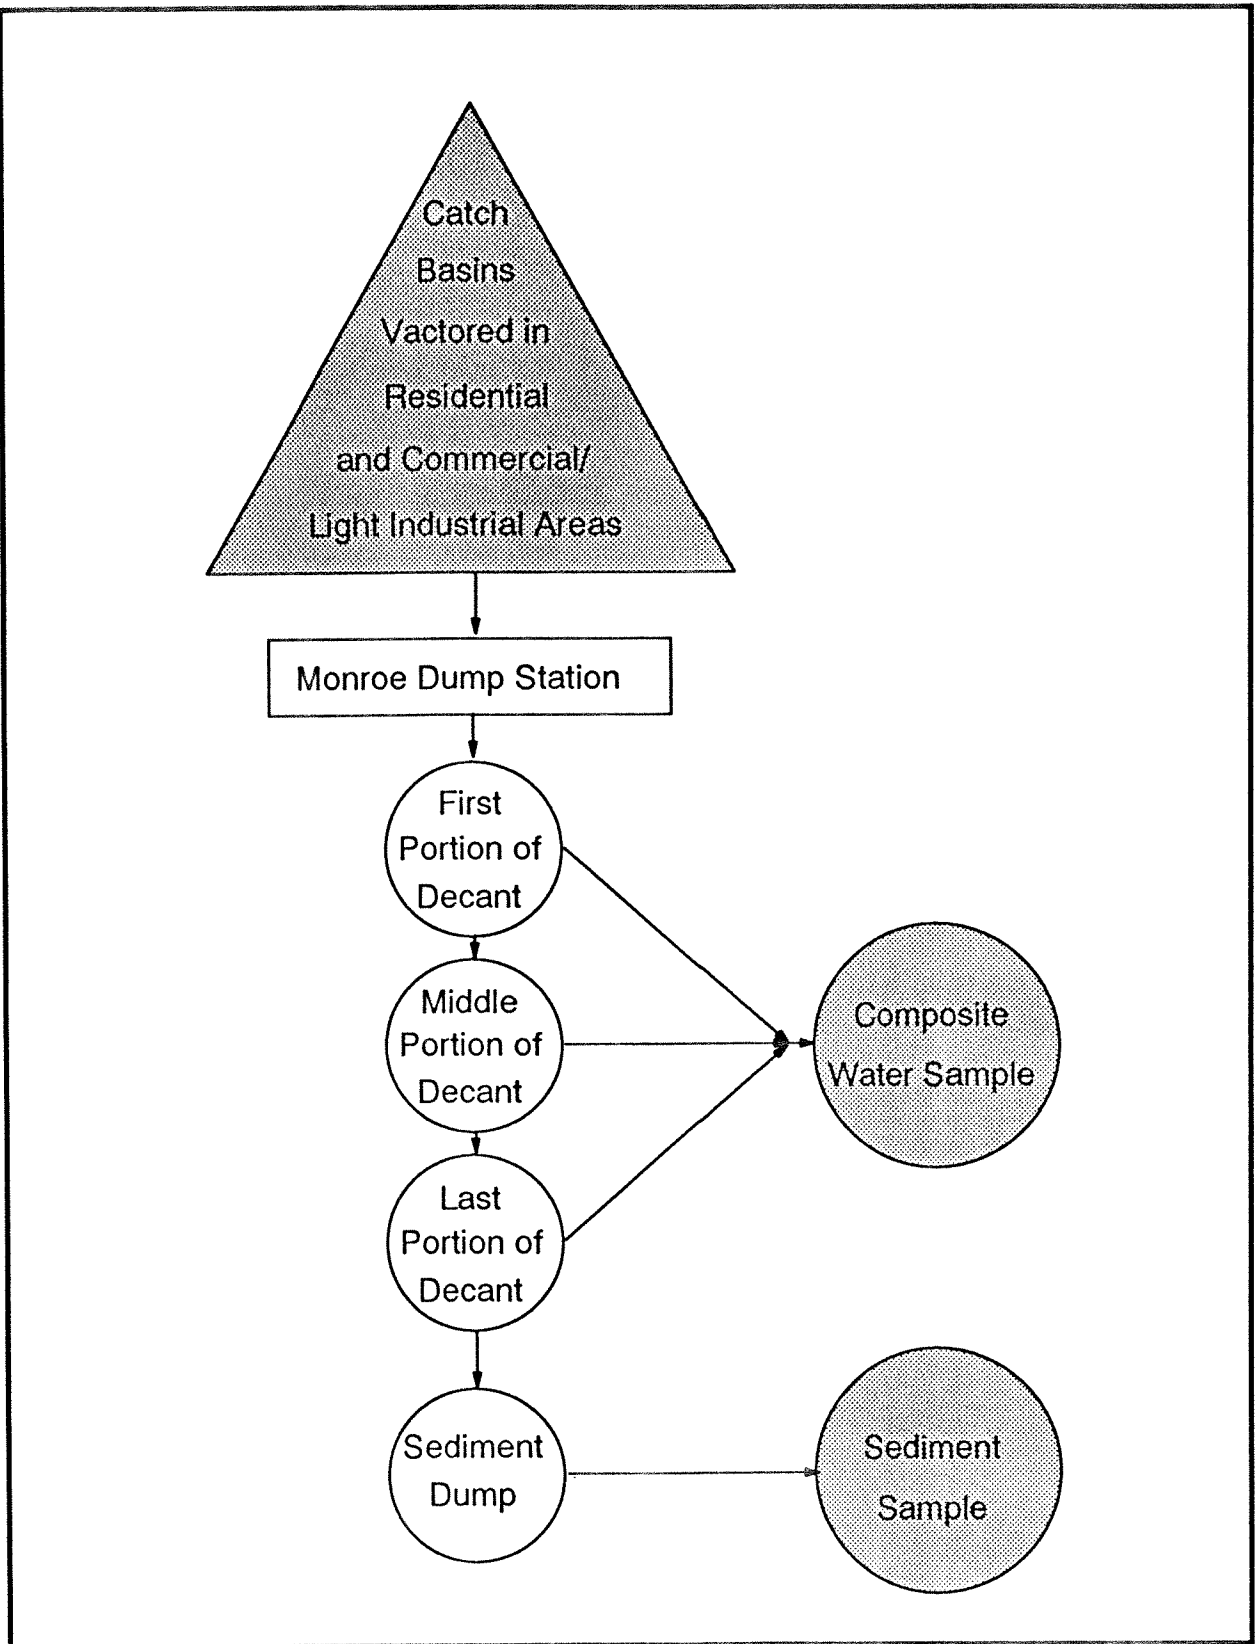 Catch
Basins
Vactored in
Residential
and Commercial/
Light Industrial Areas
Monroe Dump Station
First
Portion of
Decant
Middle
Portion of
Decant
Composite
Water Sample
Last
Portion of
Decant
Sediment
Dump
Sediment
Sample